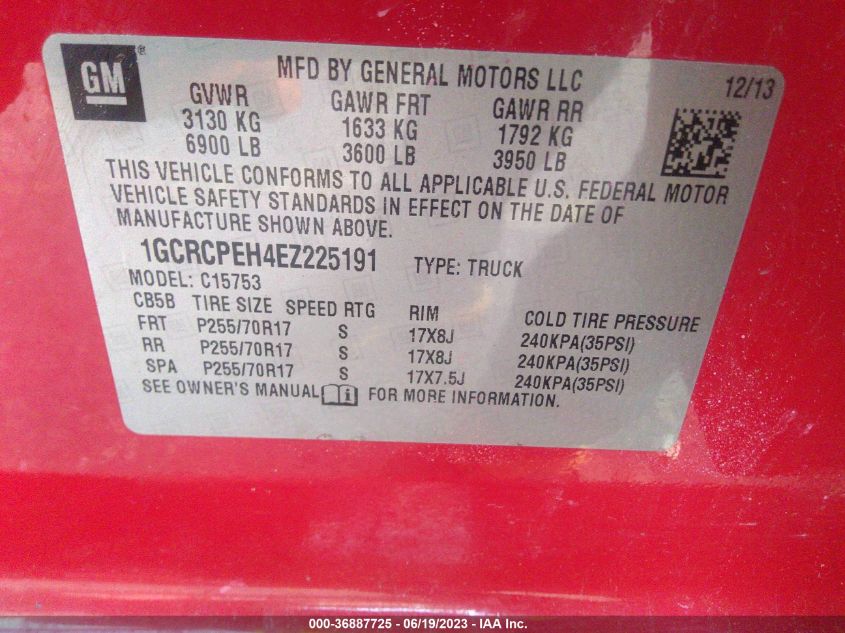 GM
MFD BY GENERAL MOTORS LLC
12/13
GVWR GAWR FRT GAWR RR
3130 KG 1633 KG 1792 KG
6900 LB 3600 LB 3950 LB
THIS VEHICLE CONFORMS TO ALL APPLICABLE U.S. FEDERAL MOTOR
VEHICLE SAFETY STANDARDS IN EFFECT ON THE DATE OF
MANUFACTURE SHOWN ABOVE.
1GCRCPEH4EZ225191 TYPE: TRUCK
MODEL: C15753
CB5B TIRE SIZE SPEED RTG RIM COLD TIRE PRESSURE
FRT P255/70R17 S 17X8J 240KPA(35PSI)
RR P255/70R17 S 17X8J 240KPA(35PSI)
SPA P255/70R17 S 17X7.5J 240KPA(35PSI)
SEE OWNER'S MANUAL FOR MORE INFORMATION.
000-36887725 - 06/19/2023 - IAA Inc.